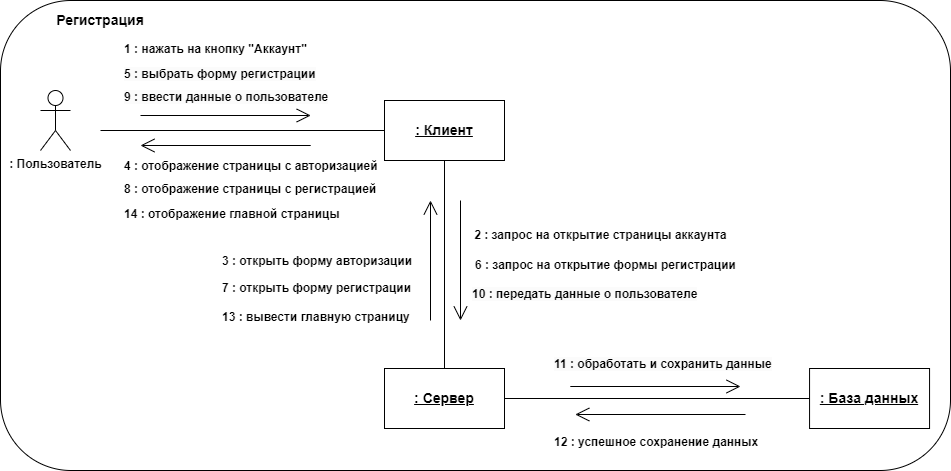 Регистрация
1 : нажать на кнопку "Аккаунт"
5 : выбрать форму регистрации
9 : ввести данные о пользователе
: Клиент
: Пользователь
4 : отображение страницы с авторизацией
8 : отображение страницы с регистрацией
14 : отображение главной страницы
2 : запрос на открытие страницы аккаунта
3 : открыть форму авторизации
6 : запрос на открытие формы регистрации
7 : открыть форму регистрации
10 : передать данные о пользователе
13 : вывести главную страницу
11 : обработать и сохранить данные
: Сервер
: База данных
12 : успешное сохранение данных